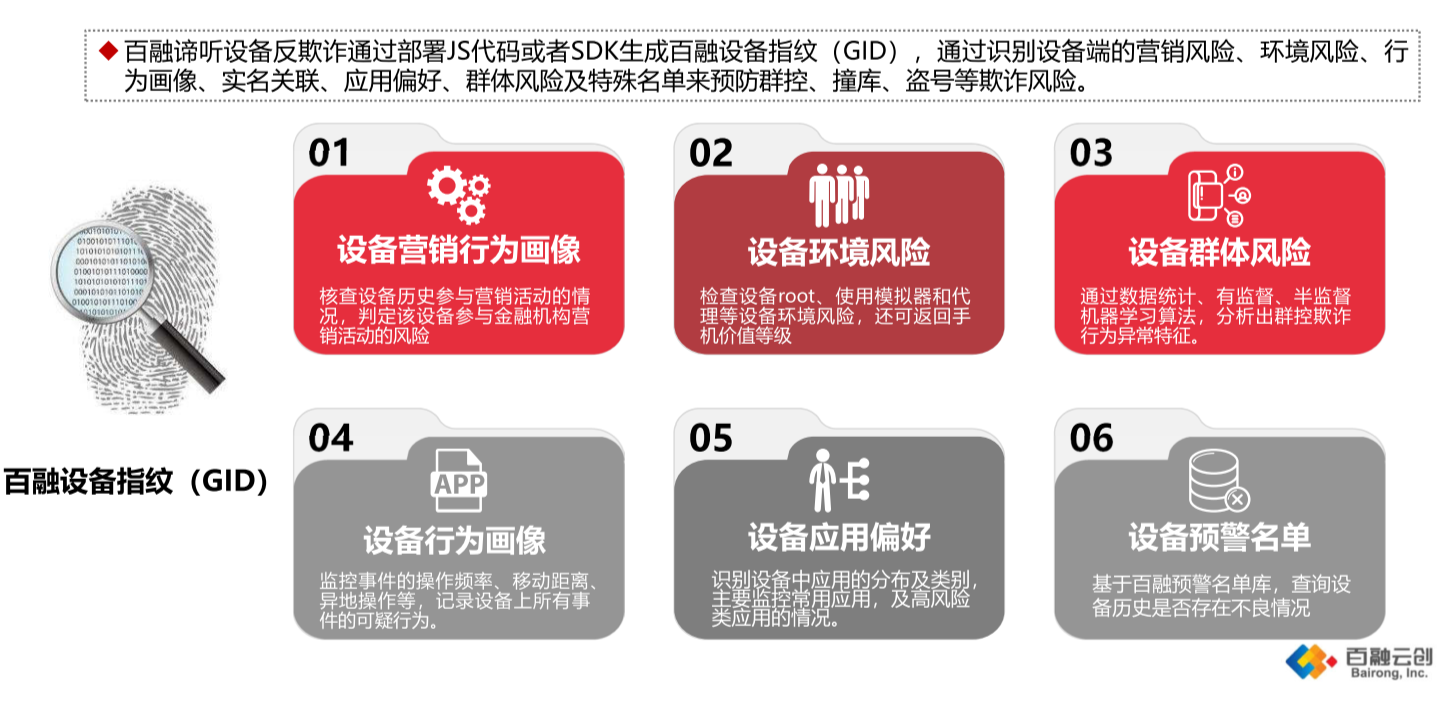 百融谛听设备反欺诈通过部署JS代码或者SDK生成百融设备指纹（GID），通过识别设备端的营销风险、环境风险、行
为画像、实名关联、应用偏好、群体风险及特殊名单来预防群控、撞库、盗号等欺诈风险。
01
设备营销行为画像
核查设备历史参与营销活动的情
况，判定该设备参与金融机构营
销活动的风险
02
设备环境风险
检查设备root、使用模拟器和代
理等设备环境风险，还可返回手
机价值等级
03
设备群体风险
通过数据统计、有监督、半监督
机器学习算法，分析出群控欺诈
行为异常特征。
百融设备指纹（GID）
04
APP
设备行为画像
监控事件的操作频率、移动距离、
异地操作等，记录设备上所有事
件的可疑行为。
05
设备应用偏好
识别设备中应用的分布及类别，
主要监控常用应用，及高风险
类应用的情况。
06
设备预警名单
基于百融预警名单库，查询设
备历史是否存在不良情况
百融云创
Bairong, Inc.